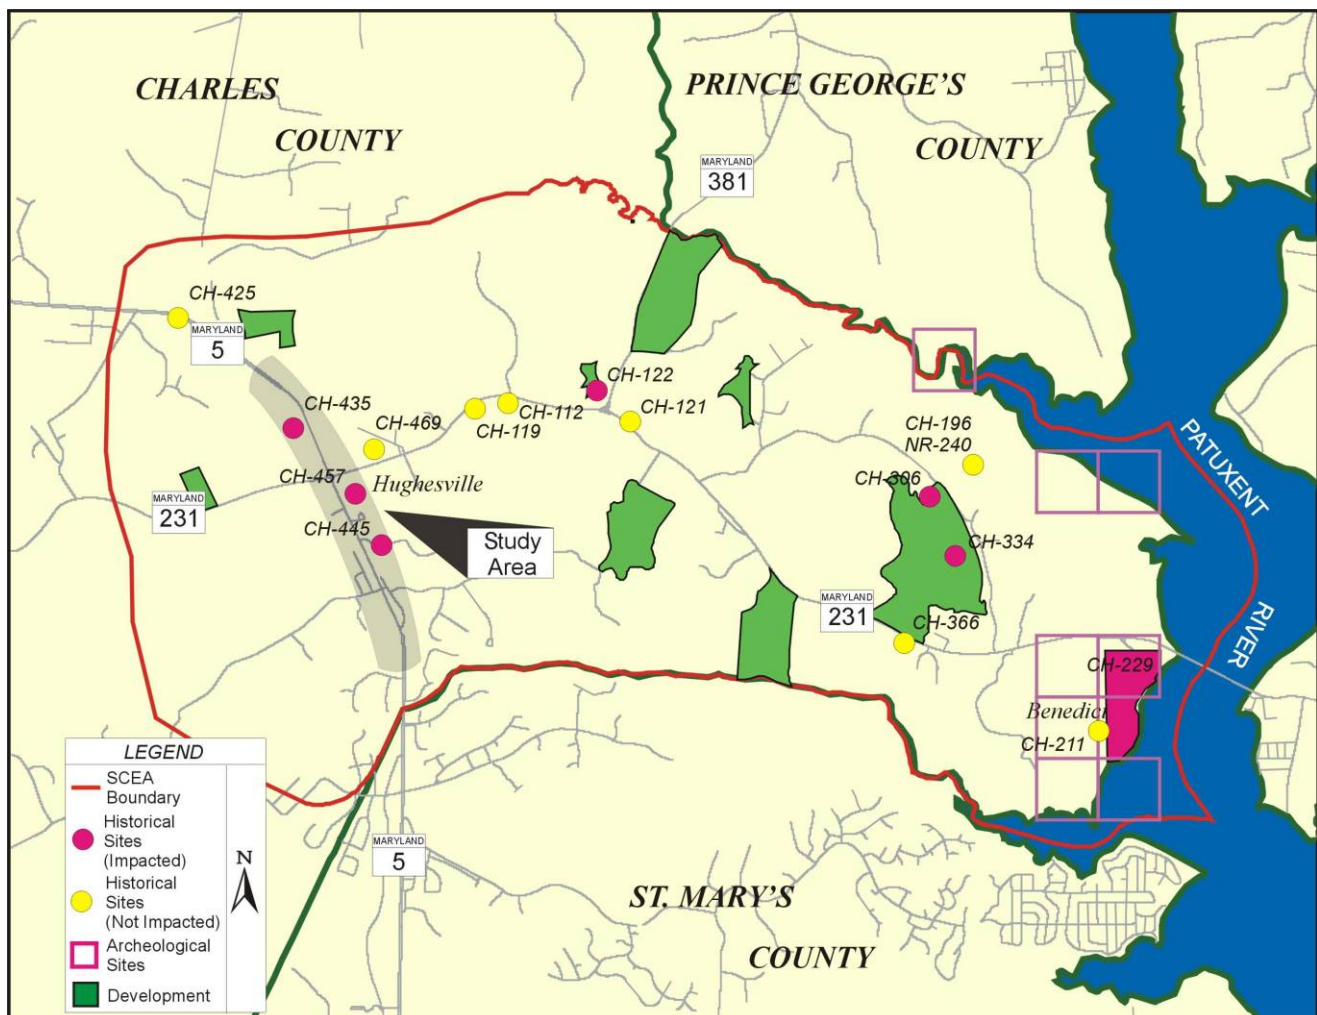 CHARLES
COUNTY
PRINCE GEORGE'S
COUNTY
MARYLAND
381
CH-425
MARYLAND
5
CH-435
CH-469
CH-119
CH-112
CH-122
CH-121
CH-196
NR-240
CH-306
CH-334
CH-457
Hughesville
CH-445
MARYLAND
231
Study
Area
MARYLAND
231
CH-366
PATUXENT
RIVER
CH-229
Benedict
CH-211
MARYLAND
5
ST. MARY'S
COUNTY
LEGEND
SCEA
Boundary
Historical
Sites
(Impacted)
Historical
Sites
(Not Impacted)
Archeological
Sites
Development
N